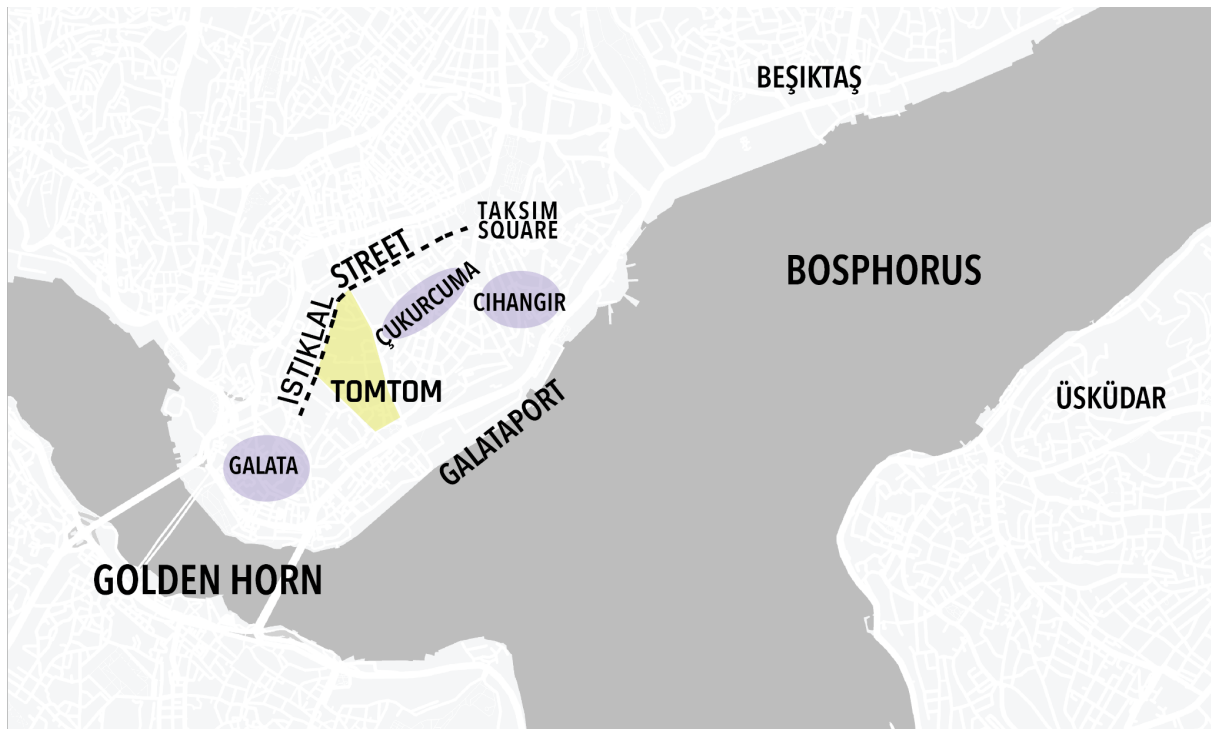 BEŞIKTAŞ
TAKSIM
SQUARE
ISTIKLAL STREET
BOSPHORUS
ÇUKURCUMA
CIHANGIR
TOMTOM
ÜSKÜDAR
GALATAPORT
GALATA
GOLDEN HORN